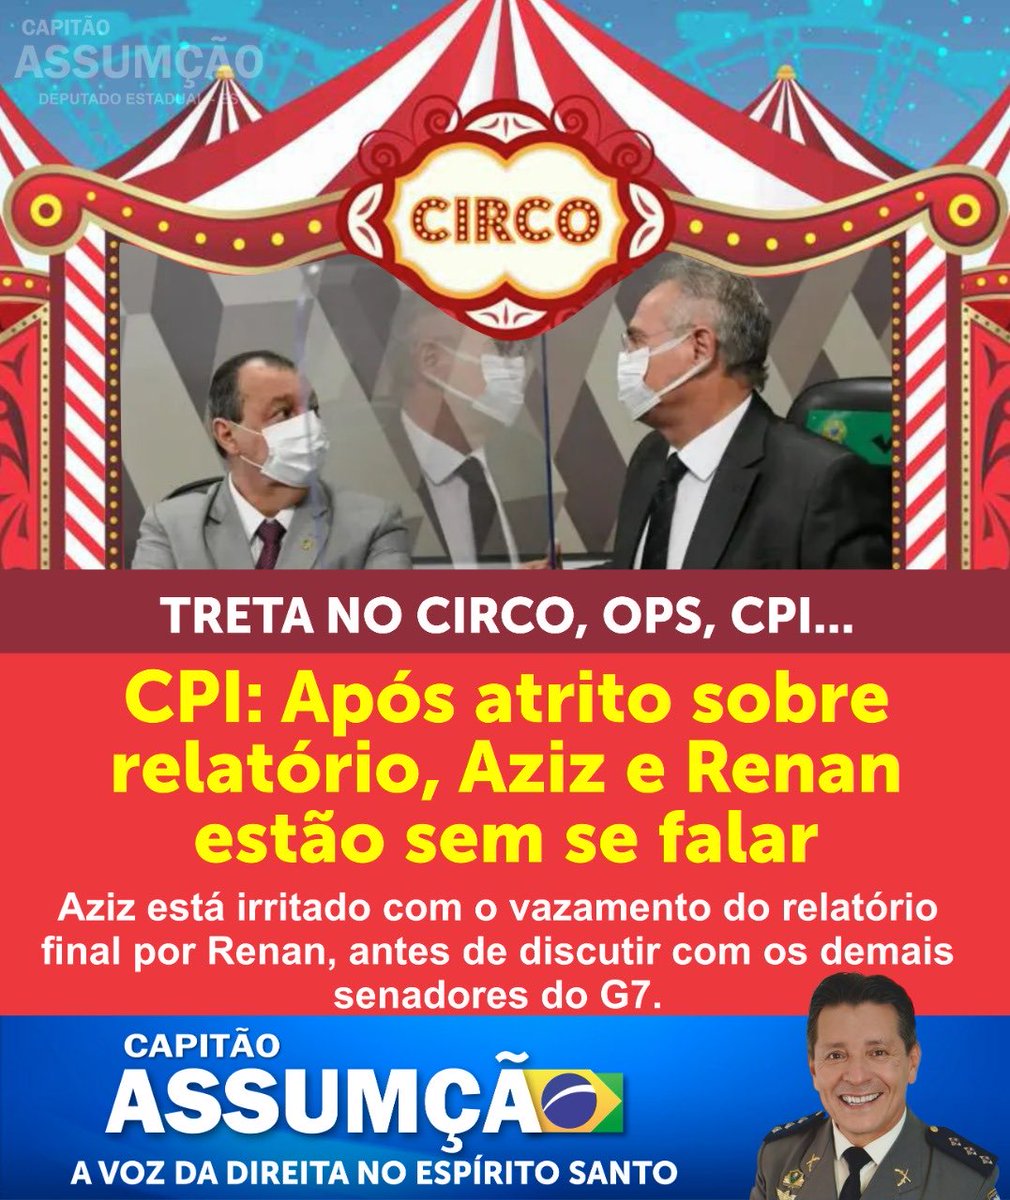 CAPITÃO
ASSUMÇÃO
DEPUTADO ESTADUAL - ES
CIRCO
TRETA NO CIRCO, OPS, CPI...
CPI: Após atrito sobre
relatório, Aziz e Renan
estão sem se falar
Aziz está irritado com o vazamento do relatório
final por Renan, antes de discutir com os demais
senadores do G7.
CAPITÃO
ASSUMÇÃO
A VOZ DA DIREITA NO ESPÍRITO SANTO